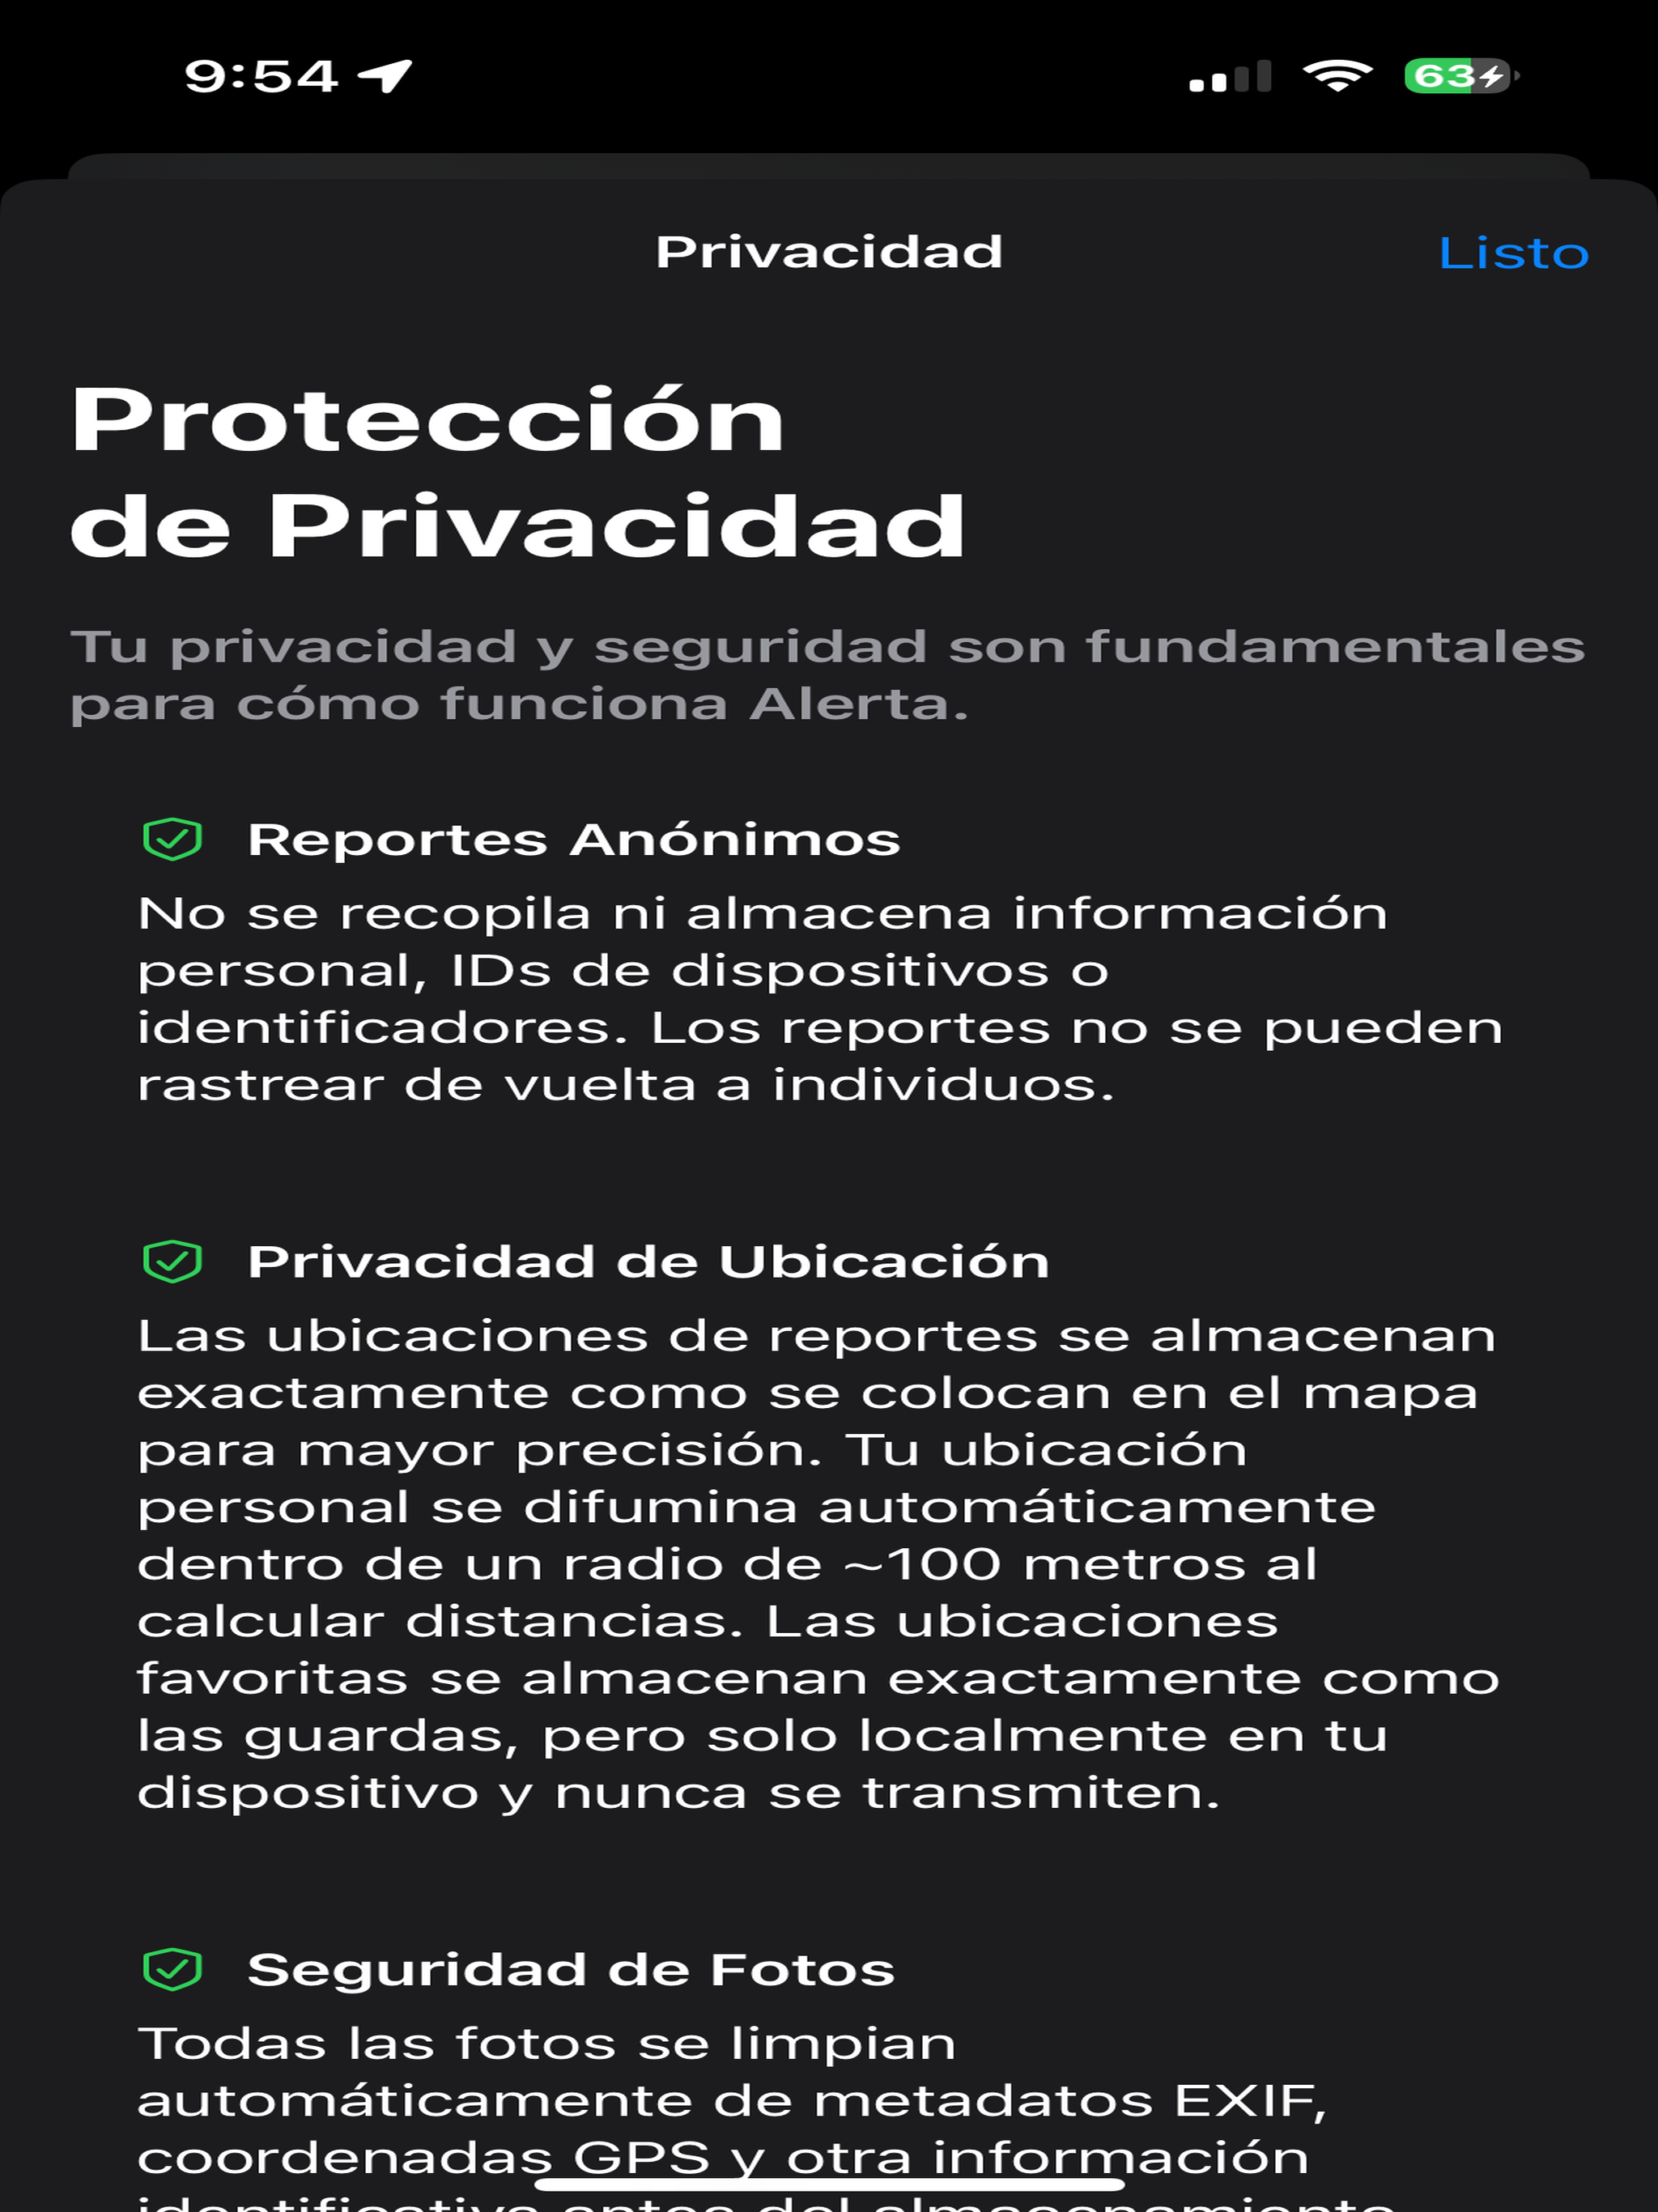 9:54
63
Privacidad
Listo
Protección
de Privacidad
Tu privacidad y seguridad son fundamentales
para cómo funciona Alerta.
Reportes Anónimos
No se recopila ni almacena información
personal, IDs de dispositivos o
identificadores. Los reportes no se pueden
rastrear de vuelta a individuos.
Privacidad de Ubicación
Las ubicaciones de reportes se almacenan
exactamente como se colocan en el mapa
para mayor precisión. Tu ubicación
personal se difumina automáticamente
dentro de un radio de ~100 metros al
calcular distancias. Las ubicaciones
favoritas se almacenan exactamente como
las guardas, pero solo localmente en tu
dispositivo y nunca se transmiten.
Seguridad de Fotos
Todas las fotos se limpian
automáticamente de metadatos EXIF,
coordenadas GPS y otra información
identificativa antes del almacenamiento